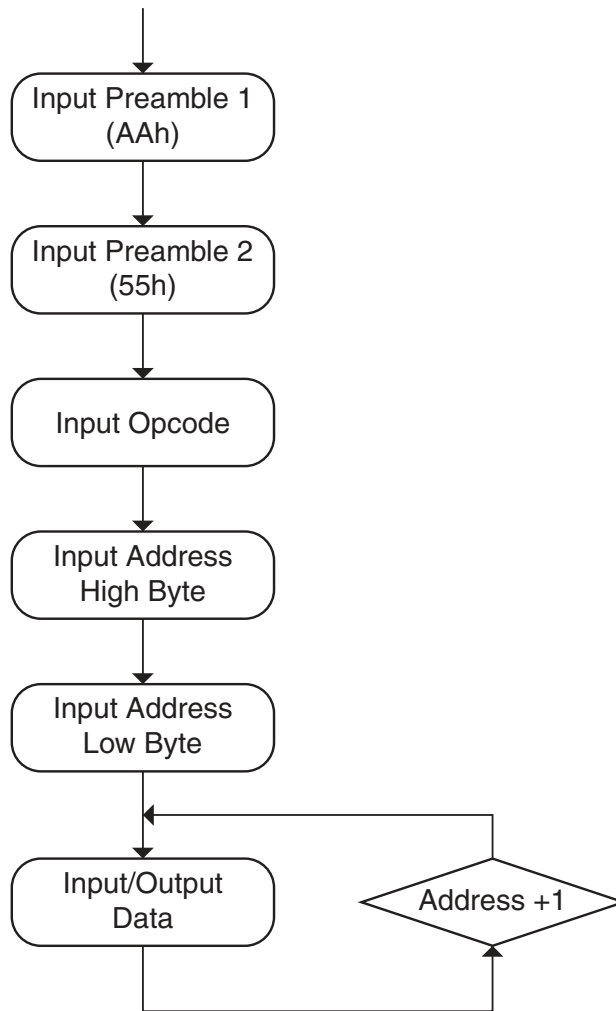 Input Preamble 1
(AAh)
Input Preamble 2
(55h)
Input Opcode
Input Address
High Byte
Input Address
Low Byte
Input/Output
Data
Address +1